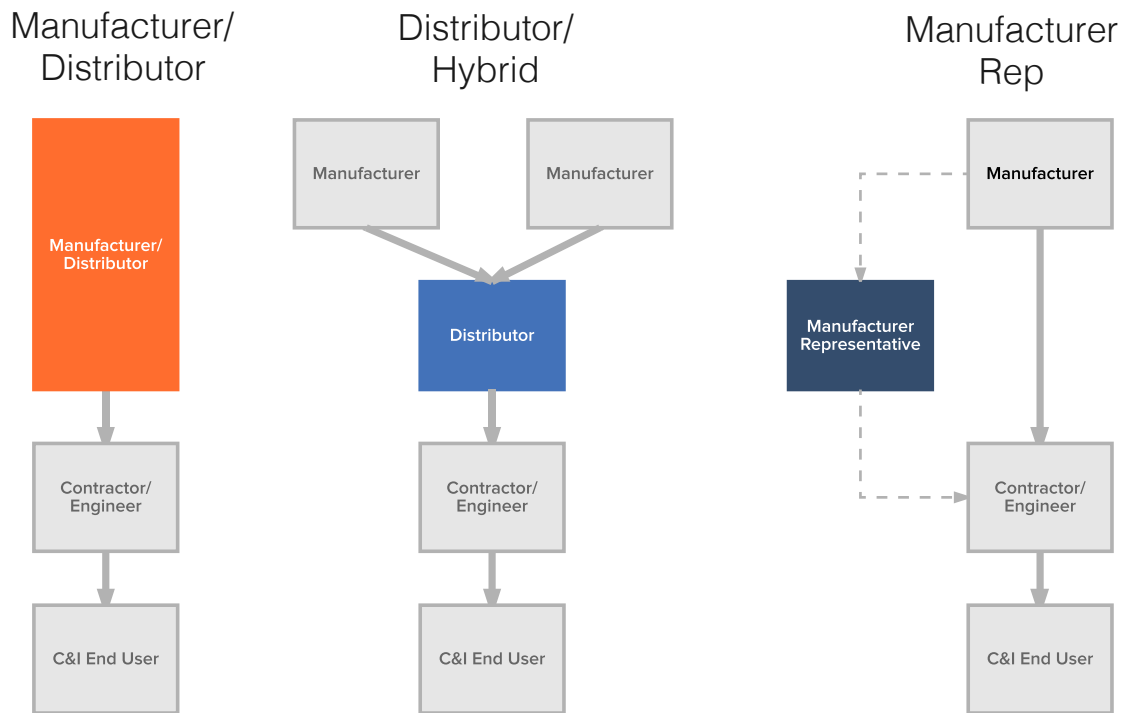 Manufacturer/
Distributor
Distributor/
Hybrid
Manufacturer
Rep
Manufacturer/
Distributor
Contractor/
Engineer
C&I End User
Manufacturer
Manufacturer
Distributor
Contractor/
Engineer
C&I End User
Manufacturer
Manufacturer
Representative
Contractor/
Engineer
C&I End User